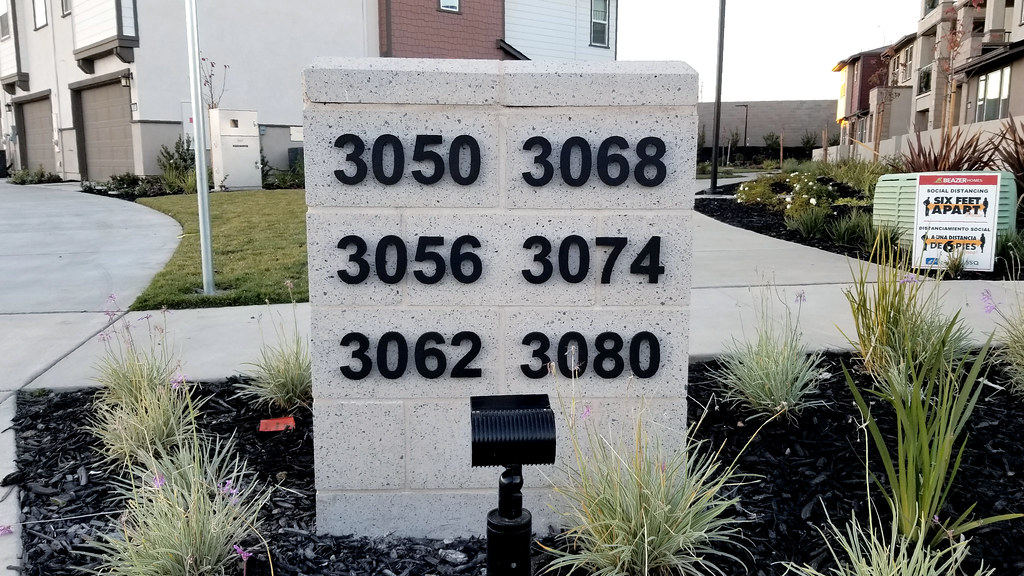 3050 3068
3056 3074
3062 3080
BEAZER HOMES
SOCIAL DISTANCING
SIX FEET
APART
DISTANCIAMIENTO SOCIAL
A UNA DISTANCIA
DE 6 PIES